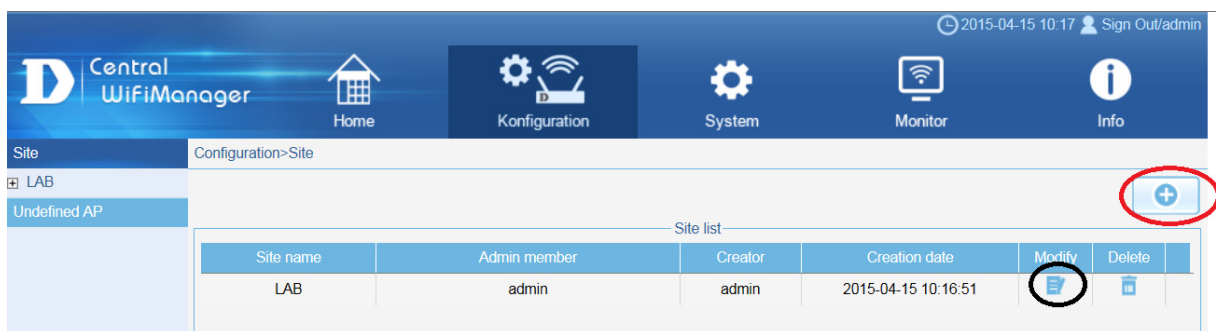 2015-04-15 10:17 Sign Out/admin
D Central
WiFiManager
Home
Konfiguration
D
System
Monitor
Info
Site
Configuration>Site
LAB
Undefined AP
Site list
Site name Admin member Creator Creation date Modify Delete
LAB admin admin 2015-04-15 10:16:51